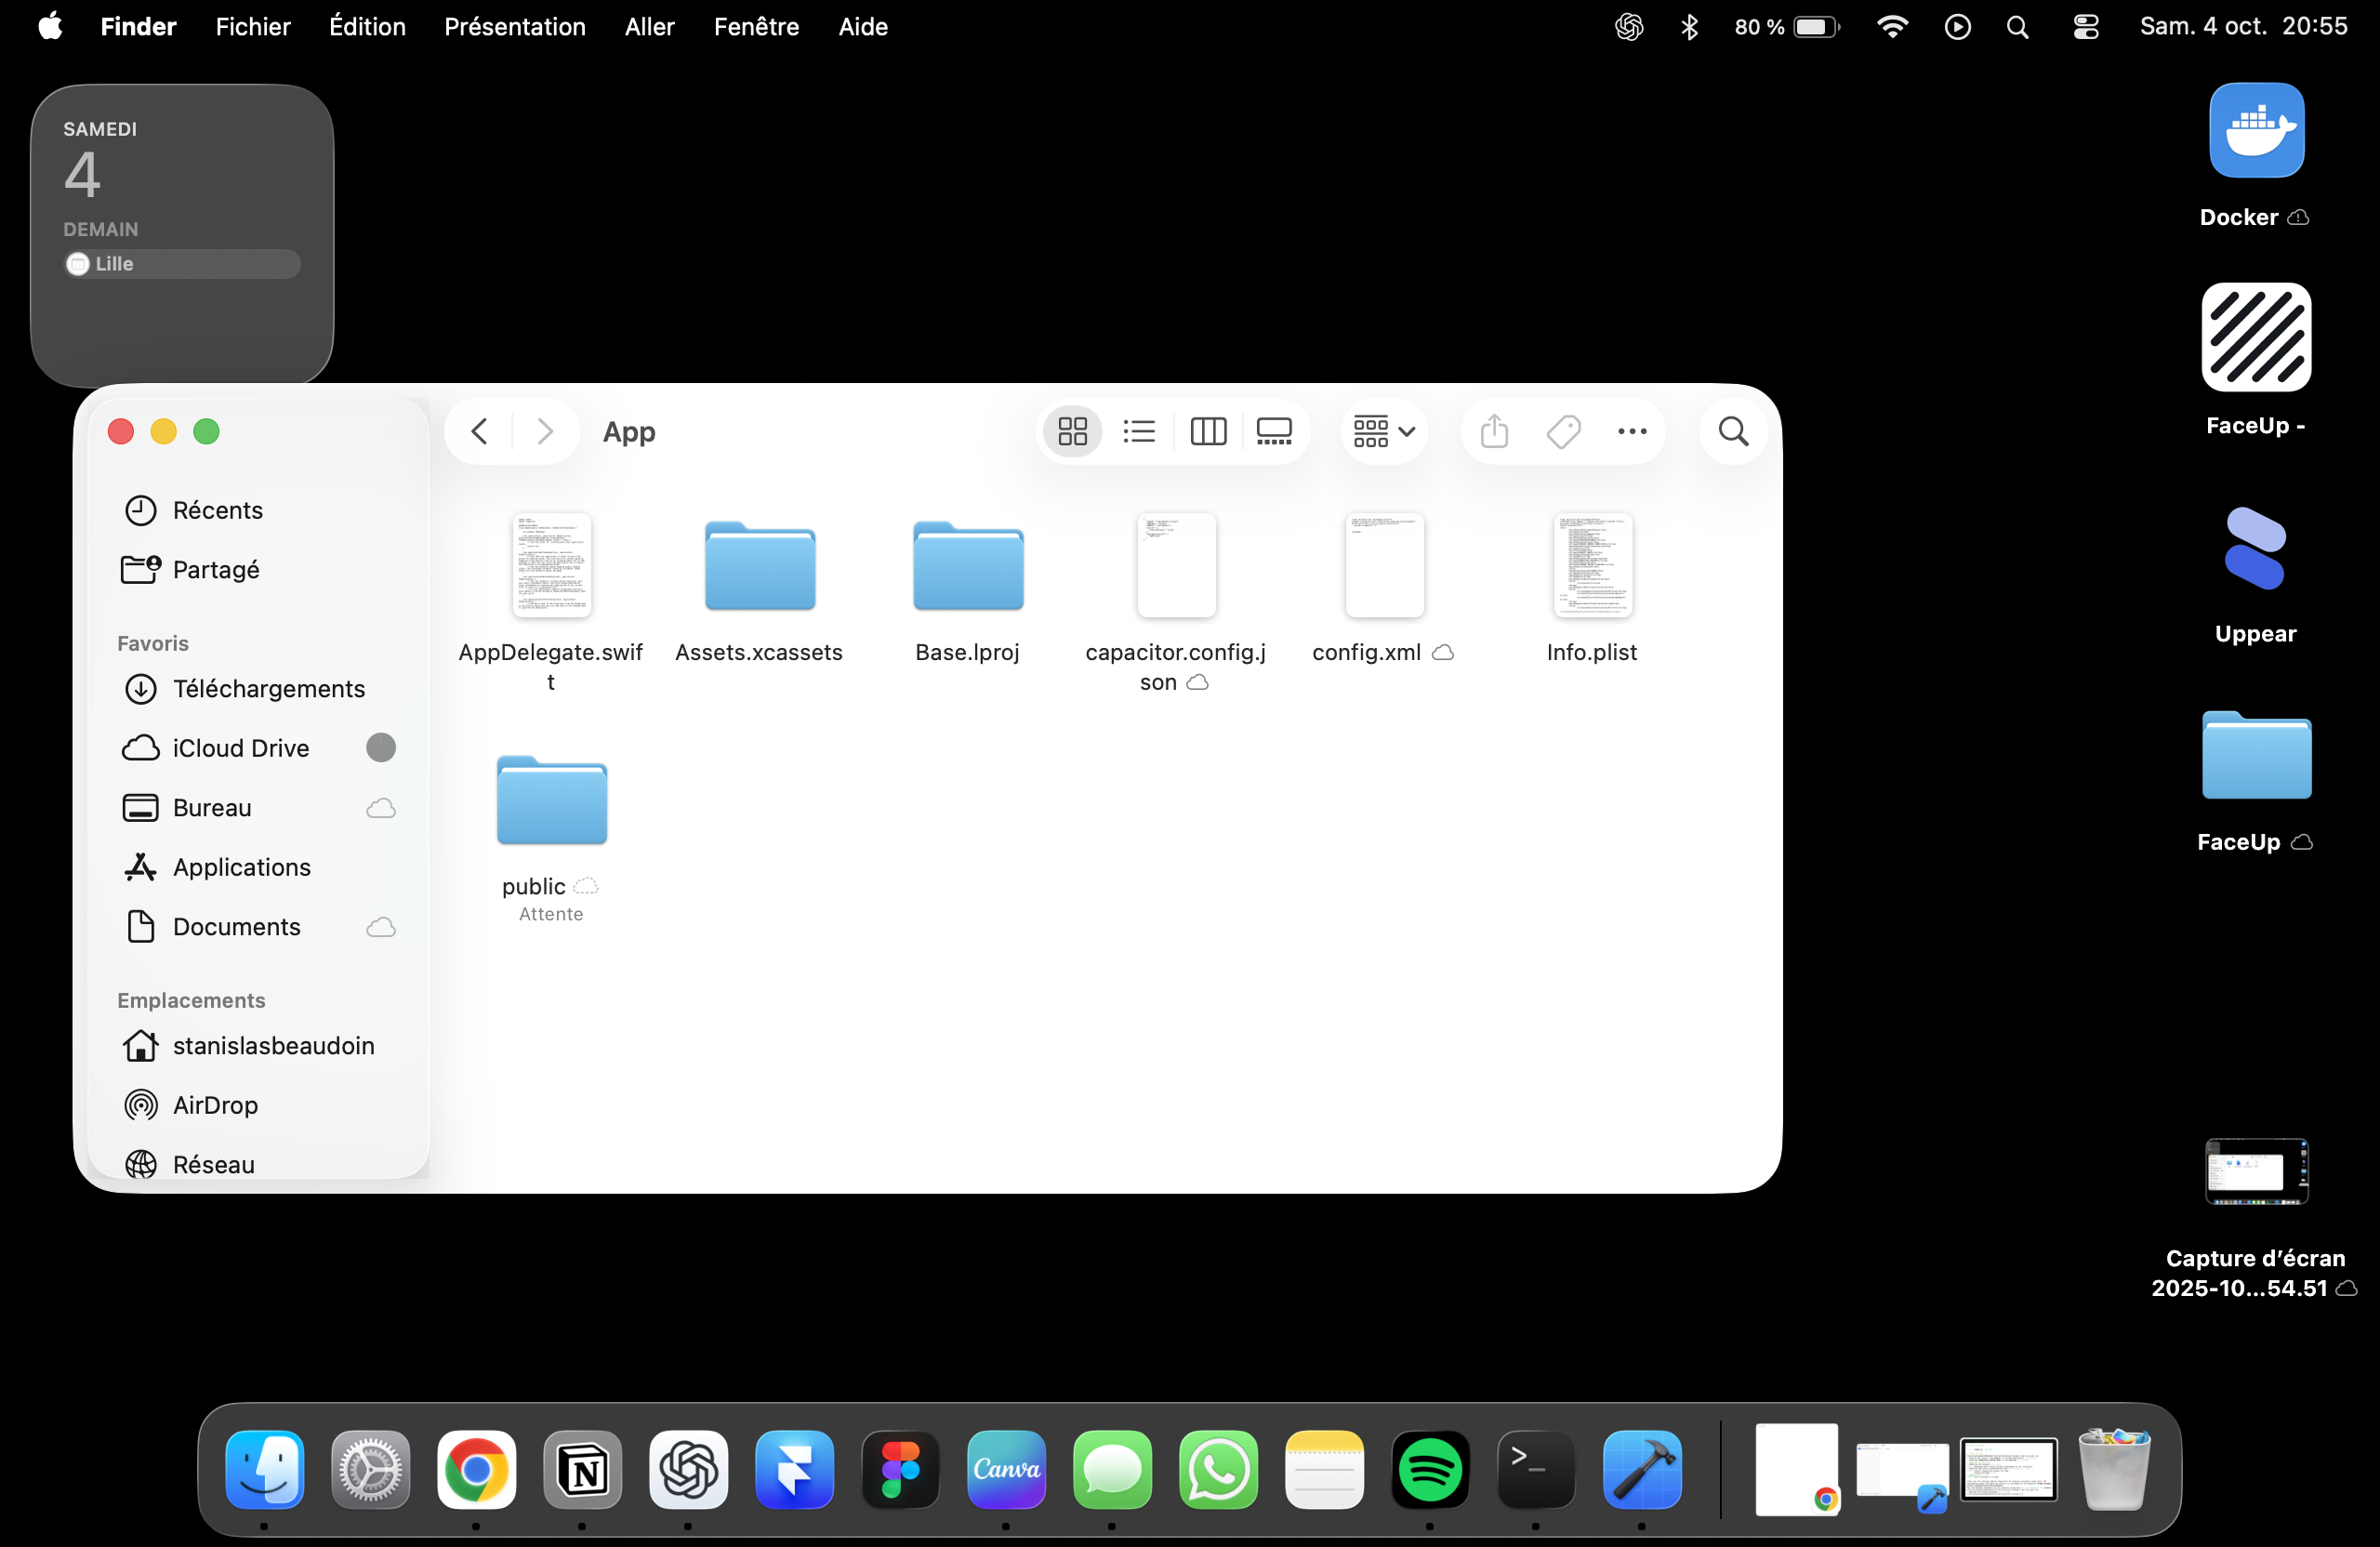 Finder Fichier Édition Présentation Aller Fenêtre Aide 80 % Sam. 4 oct. 20:55
SAMEDI
4
DEMAIN
Lille
App
Récents
Partagé
Favoris
Téléchargements
iCloud Drive
Bureau
Applications
Documents
Emplacements
stanislasbeaudoin
AirDrop
Réseau
AppDelegate.swif
t
Assets.xcassets
Base.lproj
capacitor.config.j
son
config.xml
Info.plist
public
Attente
Docker
FaceUp -
Uppear
FaceUp
Capture d’écran
2025-10...54.51
Canva